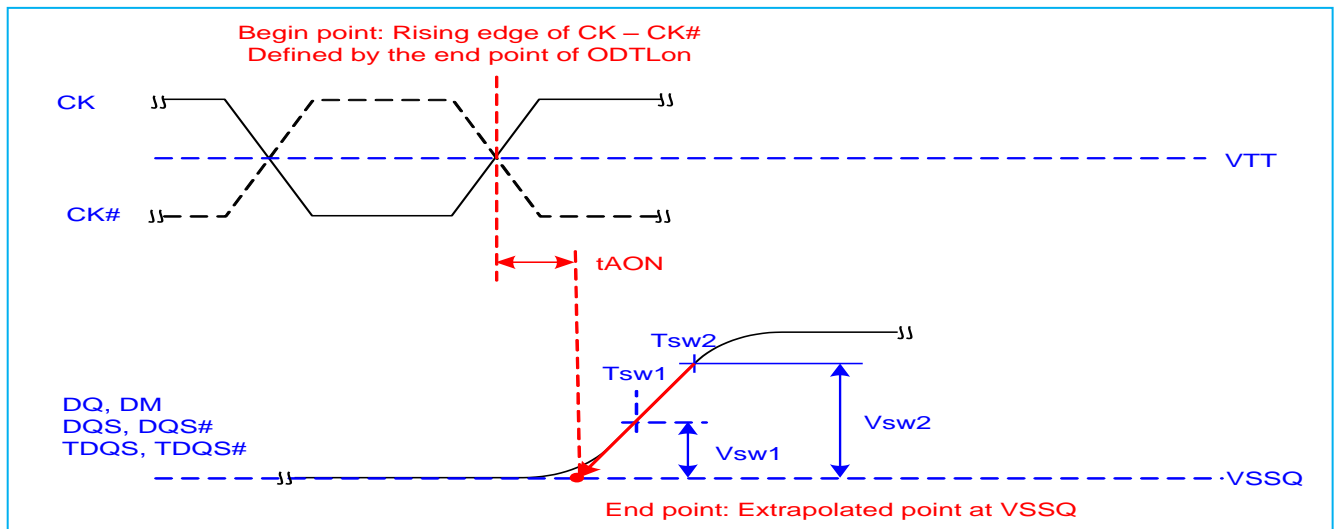 Begin point: Rising edge of CK – CK#
Defined by the end point of ODTLon
CK
VTT
CK#
tAON
Tsw2
Tsw1
DQ, DM
DQS, DQS#
TDQS, TDQS#
Vsw1
Vsw2
VSSQ
End point: Extrapolated point at VSSQ